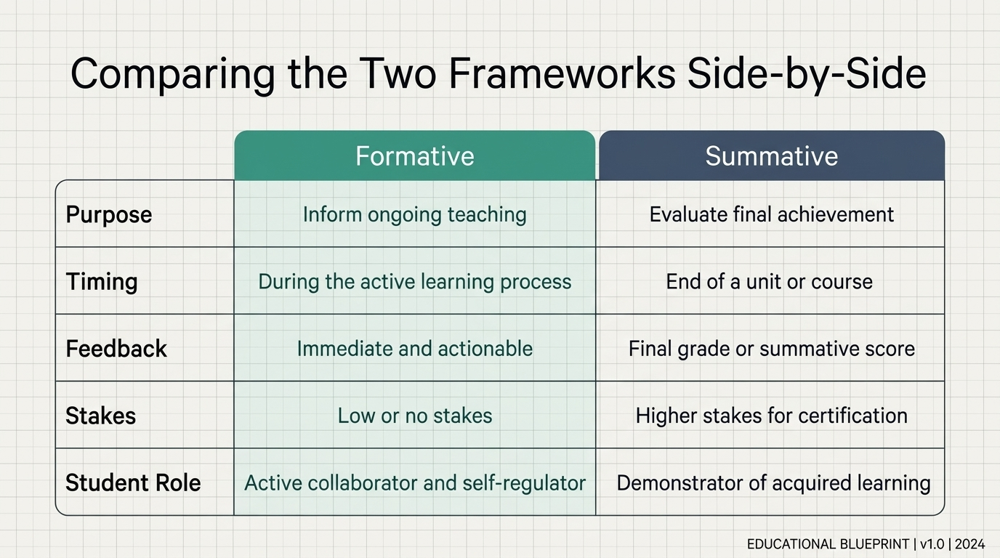 Comparing the Two Frameworks Side-by-Side
Formative Summative
Purpose Inform ongoing teaching Evaluate final achievement
Timing During the active learning process End of a unit or course
Feedback Immediate and actionable Final grade or summative score
Stakes Low or no stakes Higher stakes for certification
Student Role Active collaborator and self-regulator Demonstrator of acquired learning
EDUCATIONAL BLUEPRINT | v1.0 | 2024